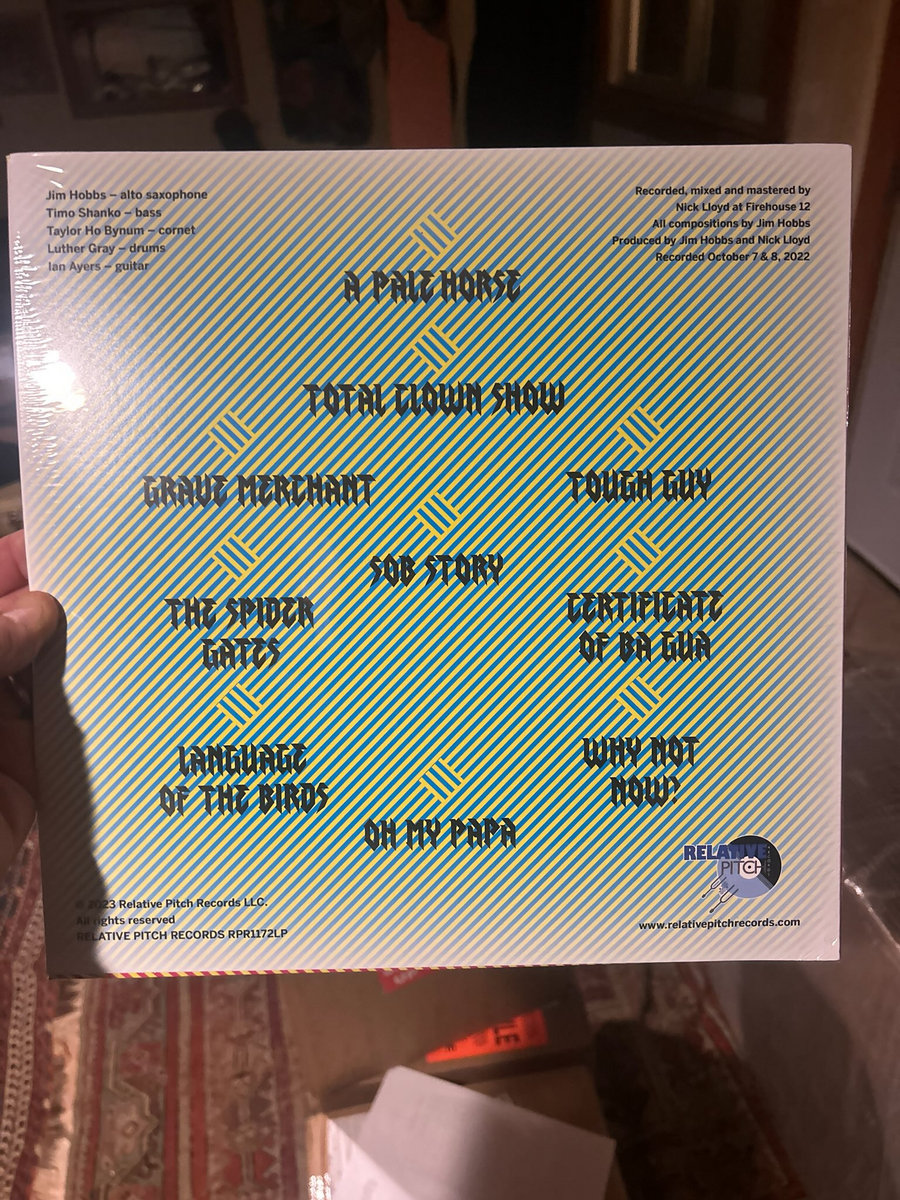 Jim Hobbs – alto saxophone
Timo Shanko – bass
Taylor Ho Bynum – cornet
Luther Gray – drums
Ian Ayers – guitar
Recorded, mixed and mastered by
Nick Lloyd at Firehouse 12
All compositions by Jim Hobbs
Produced by Jim Hobbs and Nick Lloyd
Recorded October 7 & 8, 2022
A PALE HORSE
TOTAL CLOWN SHOW
GRAVE MERCHANT
TOUGH GUY
SOB STORY
THE SPIDER
GATES
CERTIFICATE
OF BA GUA
LANGUAGE
OF THE BIRDS
WHY NOT
NOW?
OH MY PAPA
RELATIVE
PITCH
© 2023 Relative Pitch Records LLC.
All rights reserved
RELATIVE PITCH RECORDS RPR1172LP
www.relativepitchrecords.com